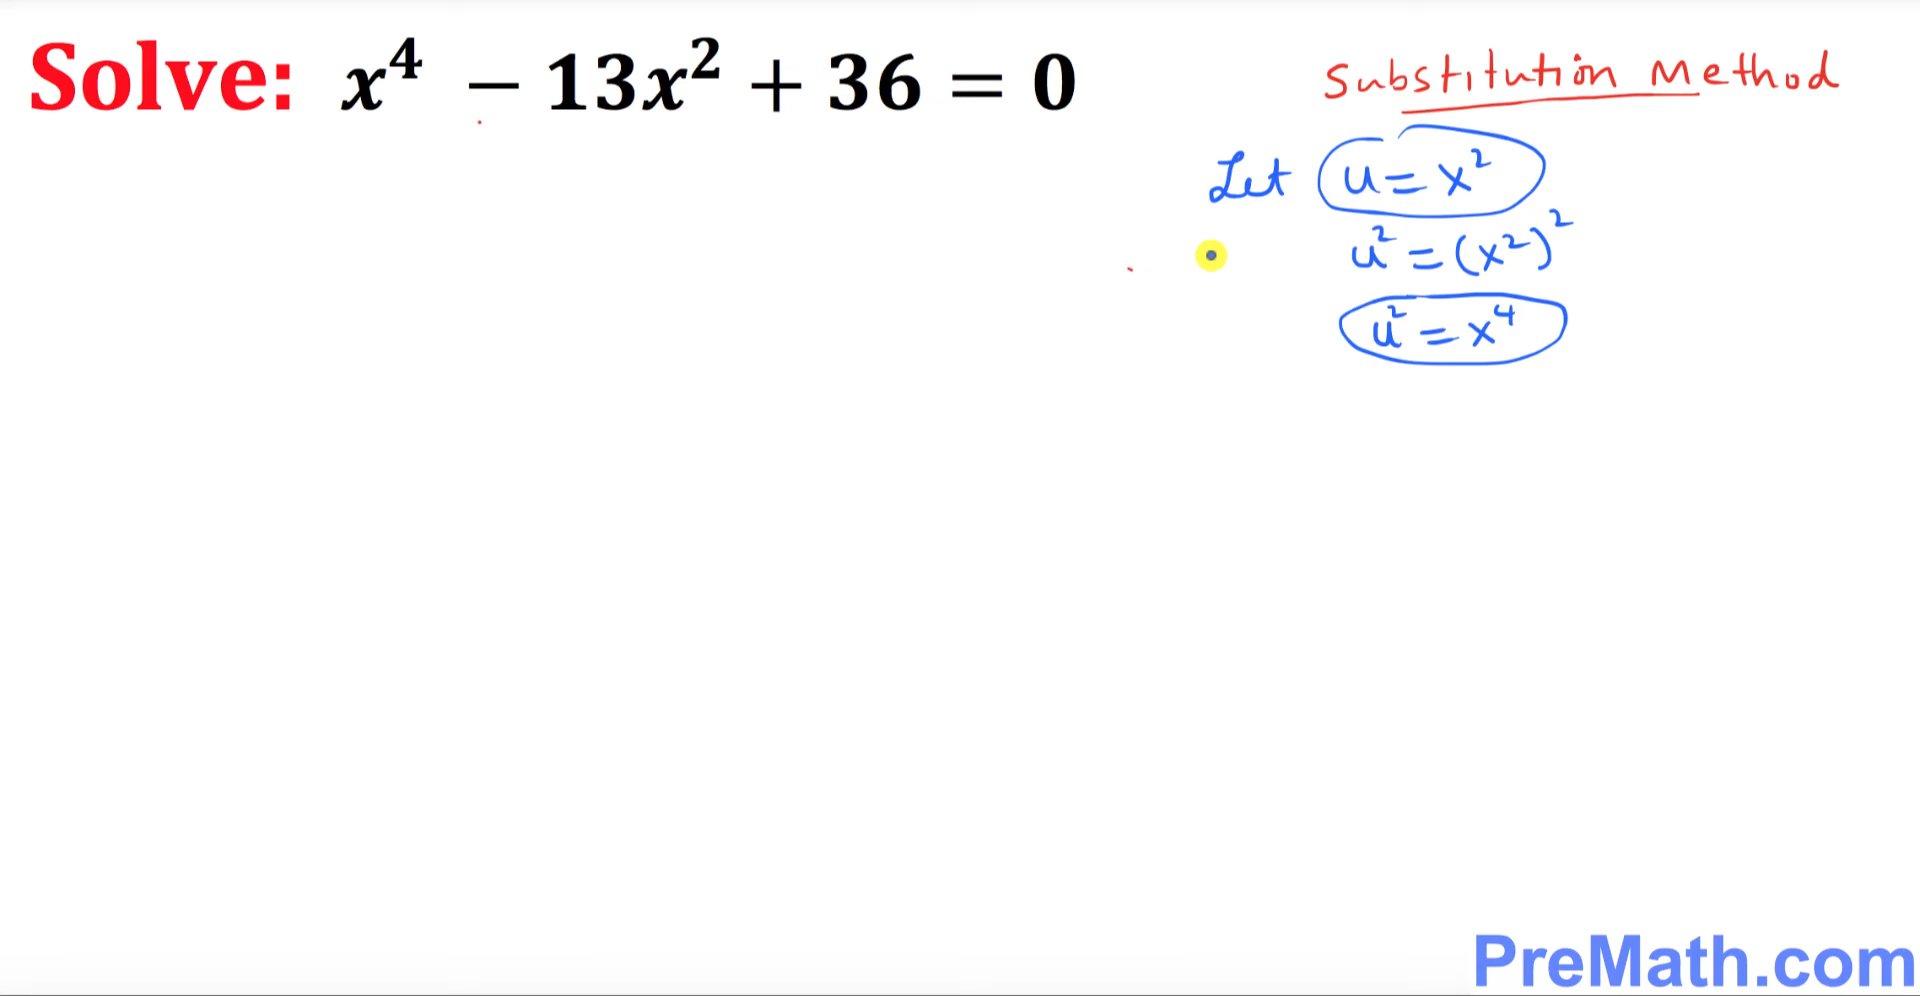 Solve: x⁴ − 13x² + 36 = 0
Substitution Method
Let u = x²
u² = (x²)²
u² = x⁴
PreMath.com